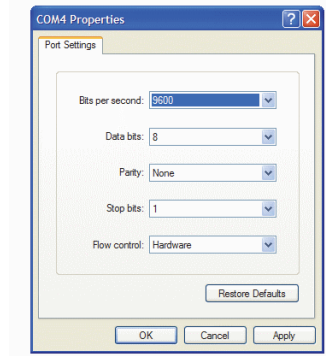 COM4 Properties
Port Settings
Bits per second: 9600
Data bits: 8
Parity: None
Stop bits: 1
Flow control: Hardware
Restore Defaults
OK Cancel Apply